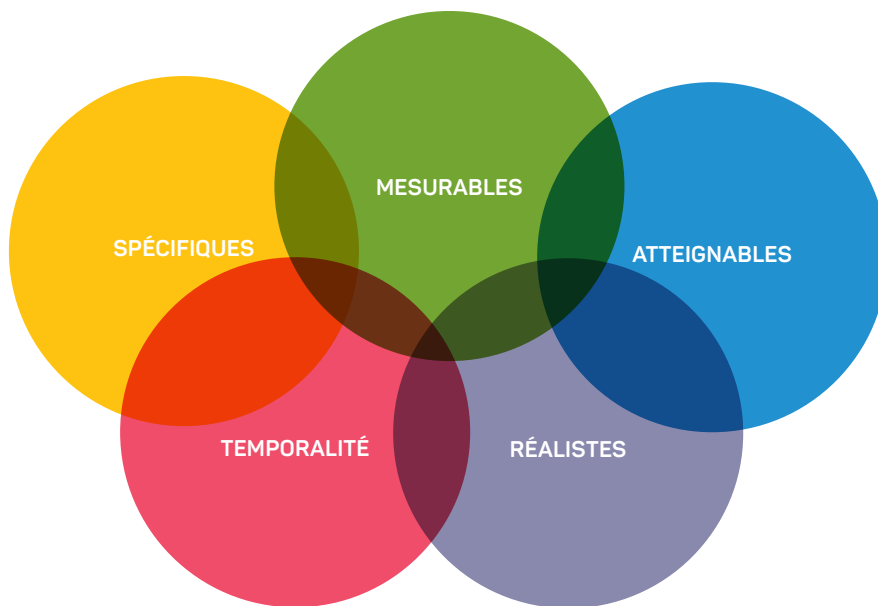 MESURABLES
SPÉCIFIQUES
ATTEIGNABLES
TEMPORALITÉ
RÉALISTES